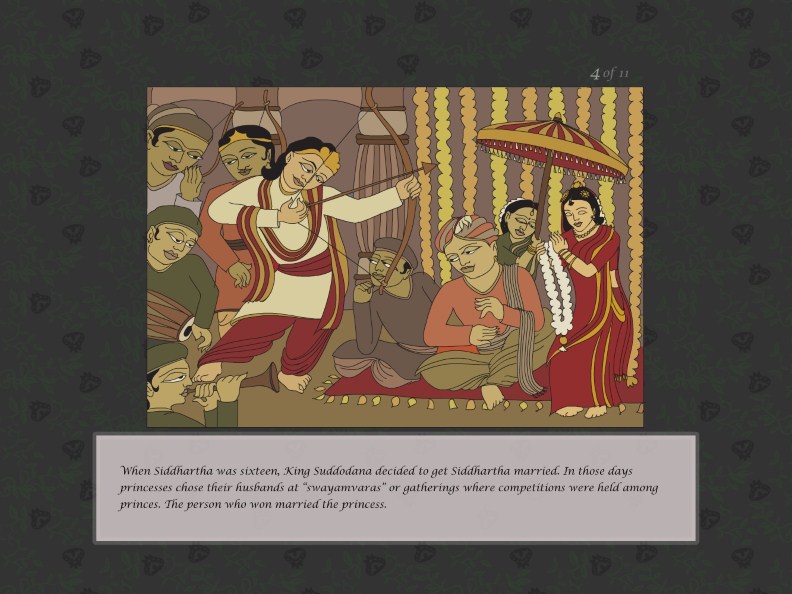 4 of 11
When Siddhartha was sixteen, King Suddodana decided to get Siddhartha married. In those days
princesses chose their husbands at “swayamvaras” or gatherings where competitions were held among
princes. The person who won married the princess.